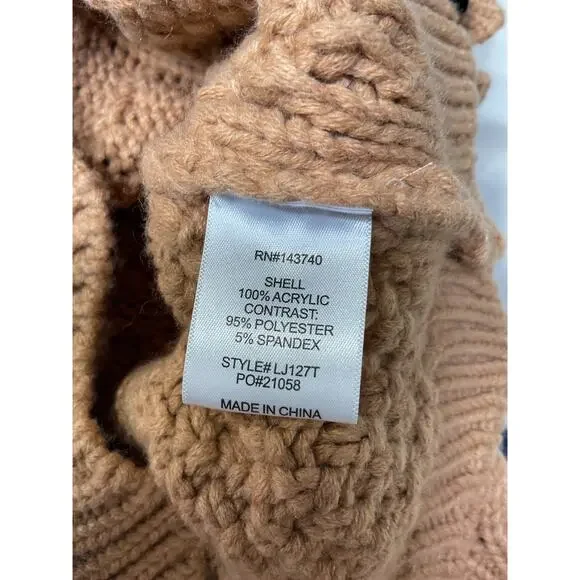 RN#143740
SHELL
100% ACRYLIC
CONTRAST:
95% POLYESTER
5% SPANDEX
STYLE# LJ127T
PO#21058
MADE IN CHINA